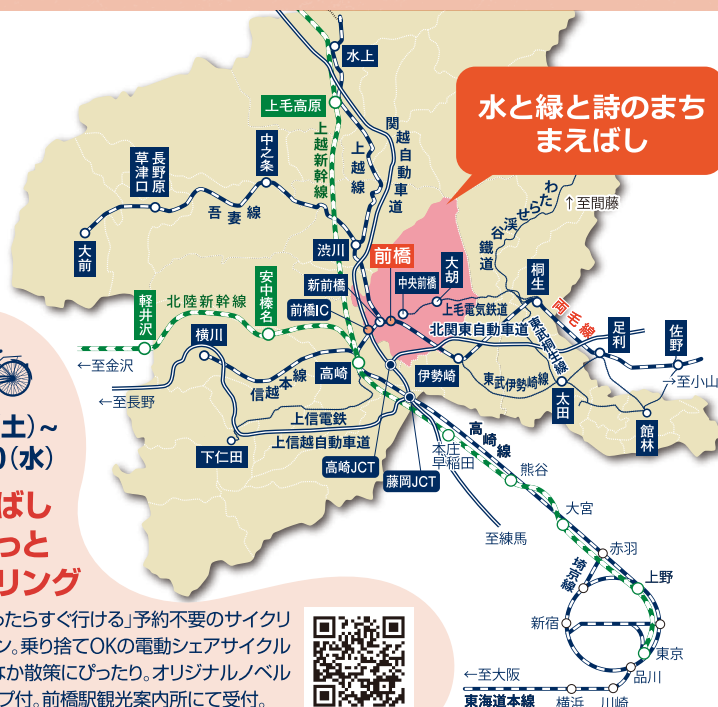 水上
上毛高原
上越新幹線
上越線
関越自動車道
水と緑と詩のまち
まえばし
中之条
長野原
草津口
吾妻線
大前
渋川
わたらせ渓谷鐵道
↑至間藤
前橋
新前橋
中央前橋
大胡
桐生
軽井沢
北陸新幹線
安中榛名
前橋IC
上毛電気鉄道
北関東自動車道
両毛線
足利
佐野
←至金沢
横川
信越本線
高崎
伊勢崎
東武伊勢崎線
東武桐生線
太田
→至小山
←至長野
上信電鉄
上信越自動車道
下仁田
高崎JCT
藤岡JCT
館林
高崎線
本庄
早稲田
熊谷
大宮
至練馬
赤羽
埼京線
上野
新宿
東京
品川
←至大阪
東海道本線
横浜
川崎
土)~
(水)
ばし
っと
リング
ったらすぐ行ける」予約不要のサイクリ
ン。乗り捨てOKの電動シェアサイクル
なか散策にぴったり。オリジナルノベル
プ付。前橋駅観光案内所にて受付。